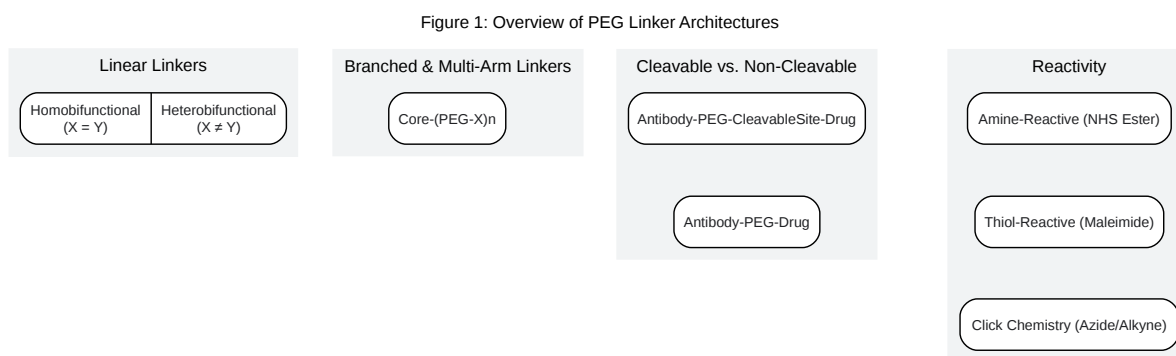 Figure 1: Overview of PEG Linker Architectures
Linear Linkers
Homobifunctional
(X = Y)
Heterobifunctional
(X ≠ Y)
Branched & Multi-Arm Linkers
Core-(PEG-X)n
Cleavable vs. Non-Cleavable
Antibody-PEG-CleavableSite-Drug
Antibody-PEG-Drug
Reactivity
Amine-Reactive (NHS Ester)
Thiol-Reactive (Maleimide)
Click Chemistry (Azide/Alkyne)